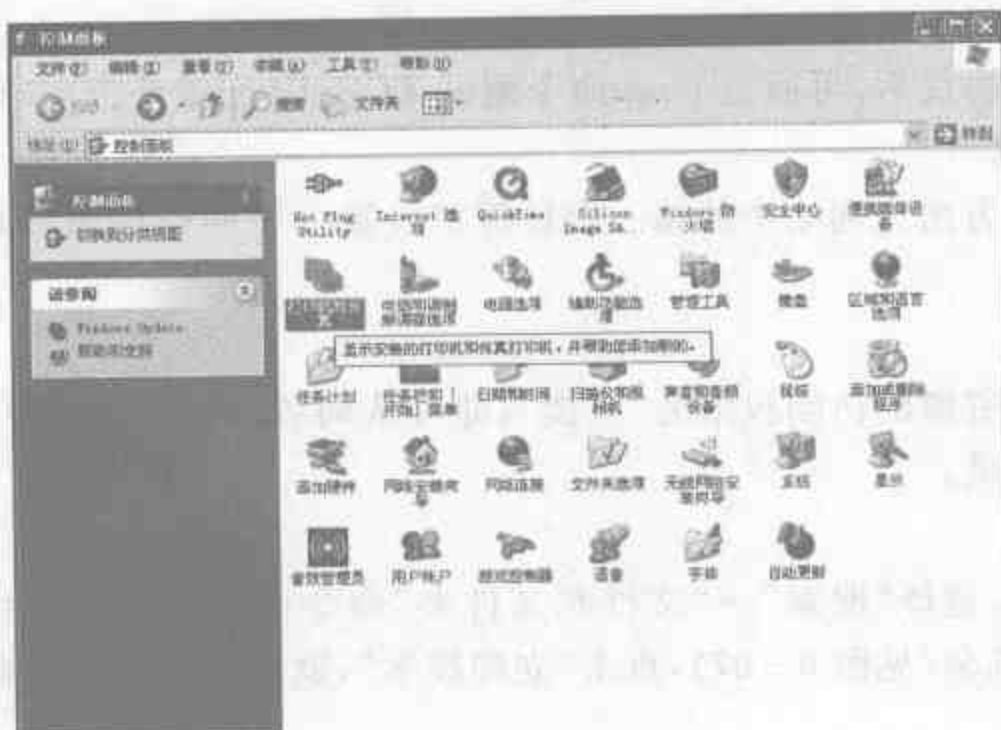 控制面板
文件(F) 编辑(E) 查看(V) 收藏(A) 工具(T) 帮助(H)
搜索 文件夹
地址(D) 控制面板 转到
控制面板
切换到分类视图
请参阅
Windows Update
帮助和支持
Hot Plug Utility
Internet 选项
QuickTime
Silicon Image SA...
Windows 防火墙
安全中心
便携媒体设备
电话和调制解调器选项
电源选项
辅助功能选项
管理工具
键盘
区域和语言选项
显示安装的打印机和传真打印机，并帮助您添加新的。
任务计划
任务栏和「开始」菜单
日期和时间
扫描仪和照相机
声音和音频设备
鼠标
添加或删除程序
添加硬件
网络安装向导
网络连接
文件夹选项
无线网络安装向导
系统
显示
音效管理员
用户帐户
游戏控制器
语音
字体
自动更新